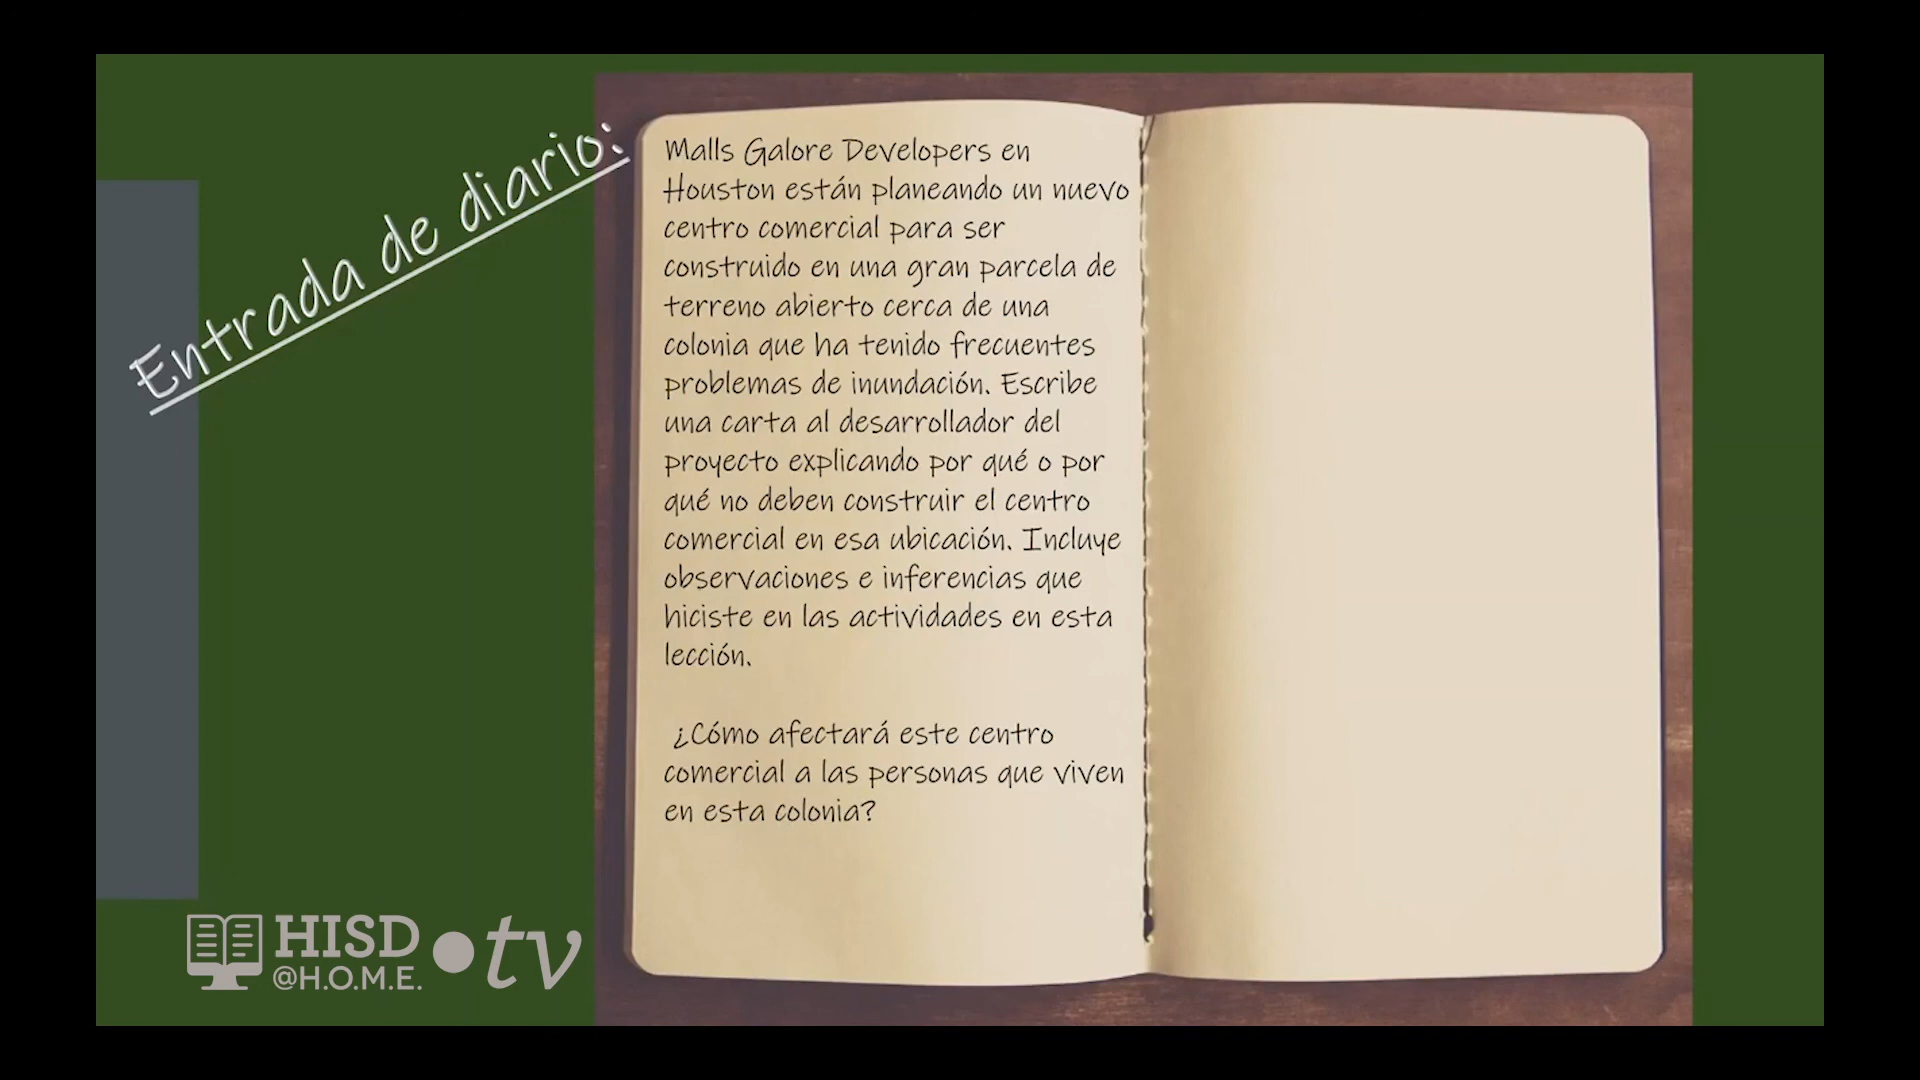 Entrada de diario:
Malls Galore Developers en
Houston están planeando un nuevo
centro comercial para ser
construido en una gran parcela de
terreno abierto cerca de una
colonia que ha tenido frecuentes
problemas de inundación. Escribe
una carta al desarrollador del
proyecto explicando por qué o por
qué no deben construir el centro
comercial en esa ubicación. Incluye
observaciones e inferencias que
hiciste en las actividades en esta
lección.
¿Cómo afectará este centro
comercial a las personas que viven
en esta colonia?
HISD
@H.O.M.E.
•tv